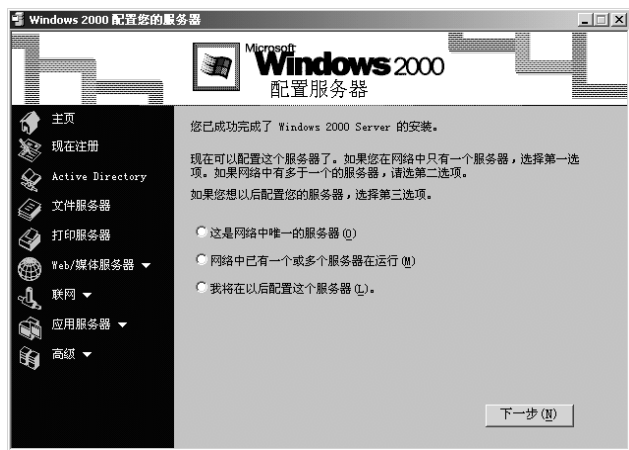 Windows 2000 配置您的服务器
Microsoft
Windows 2000
配置服务器
主页
现在注册
Active Directory
文件服务器
打印服务器
Web/媒体服务器
联网
应用服务器
高级
您已成功完成了 Windows 2000 Server 的安装。
现在可以配置这个服务器了。如果您在网络中只有一个服务器，选择第一选
项。如果网络中有多于一个的服务器，请选第二选项。
如果您想以后配置您的服务器，选择第三选项。
这是网络中唯一的服务器(O)
网络中已有一个或多个服务器在运行(M)
我将在以后配置这个服务器(L)。
下一步(N)